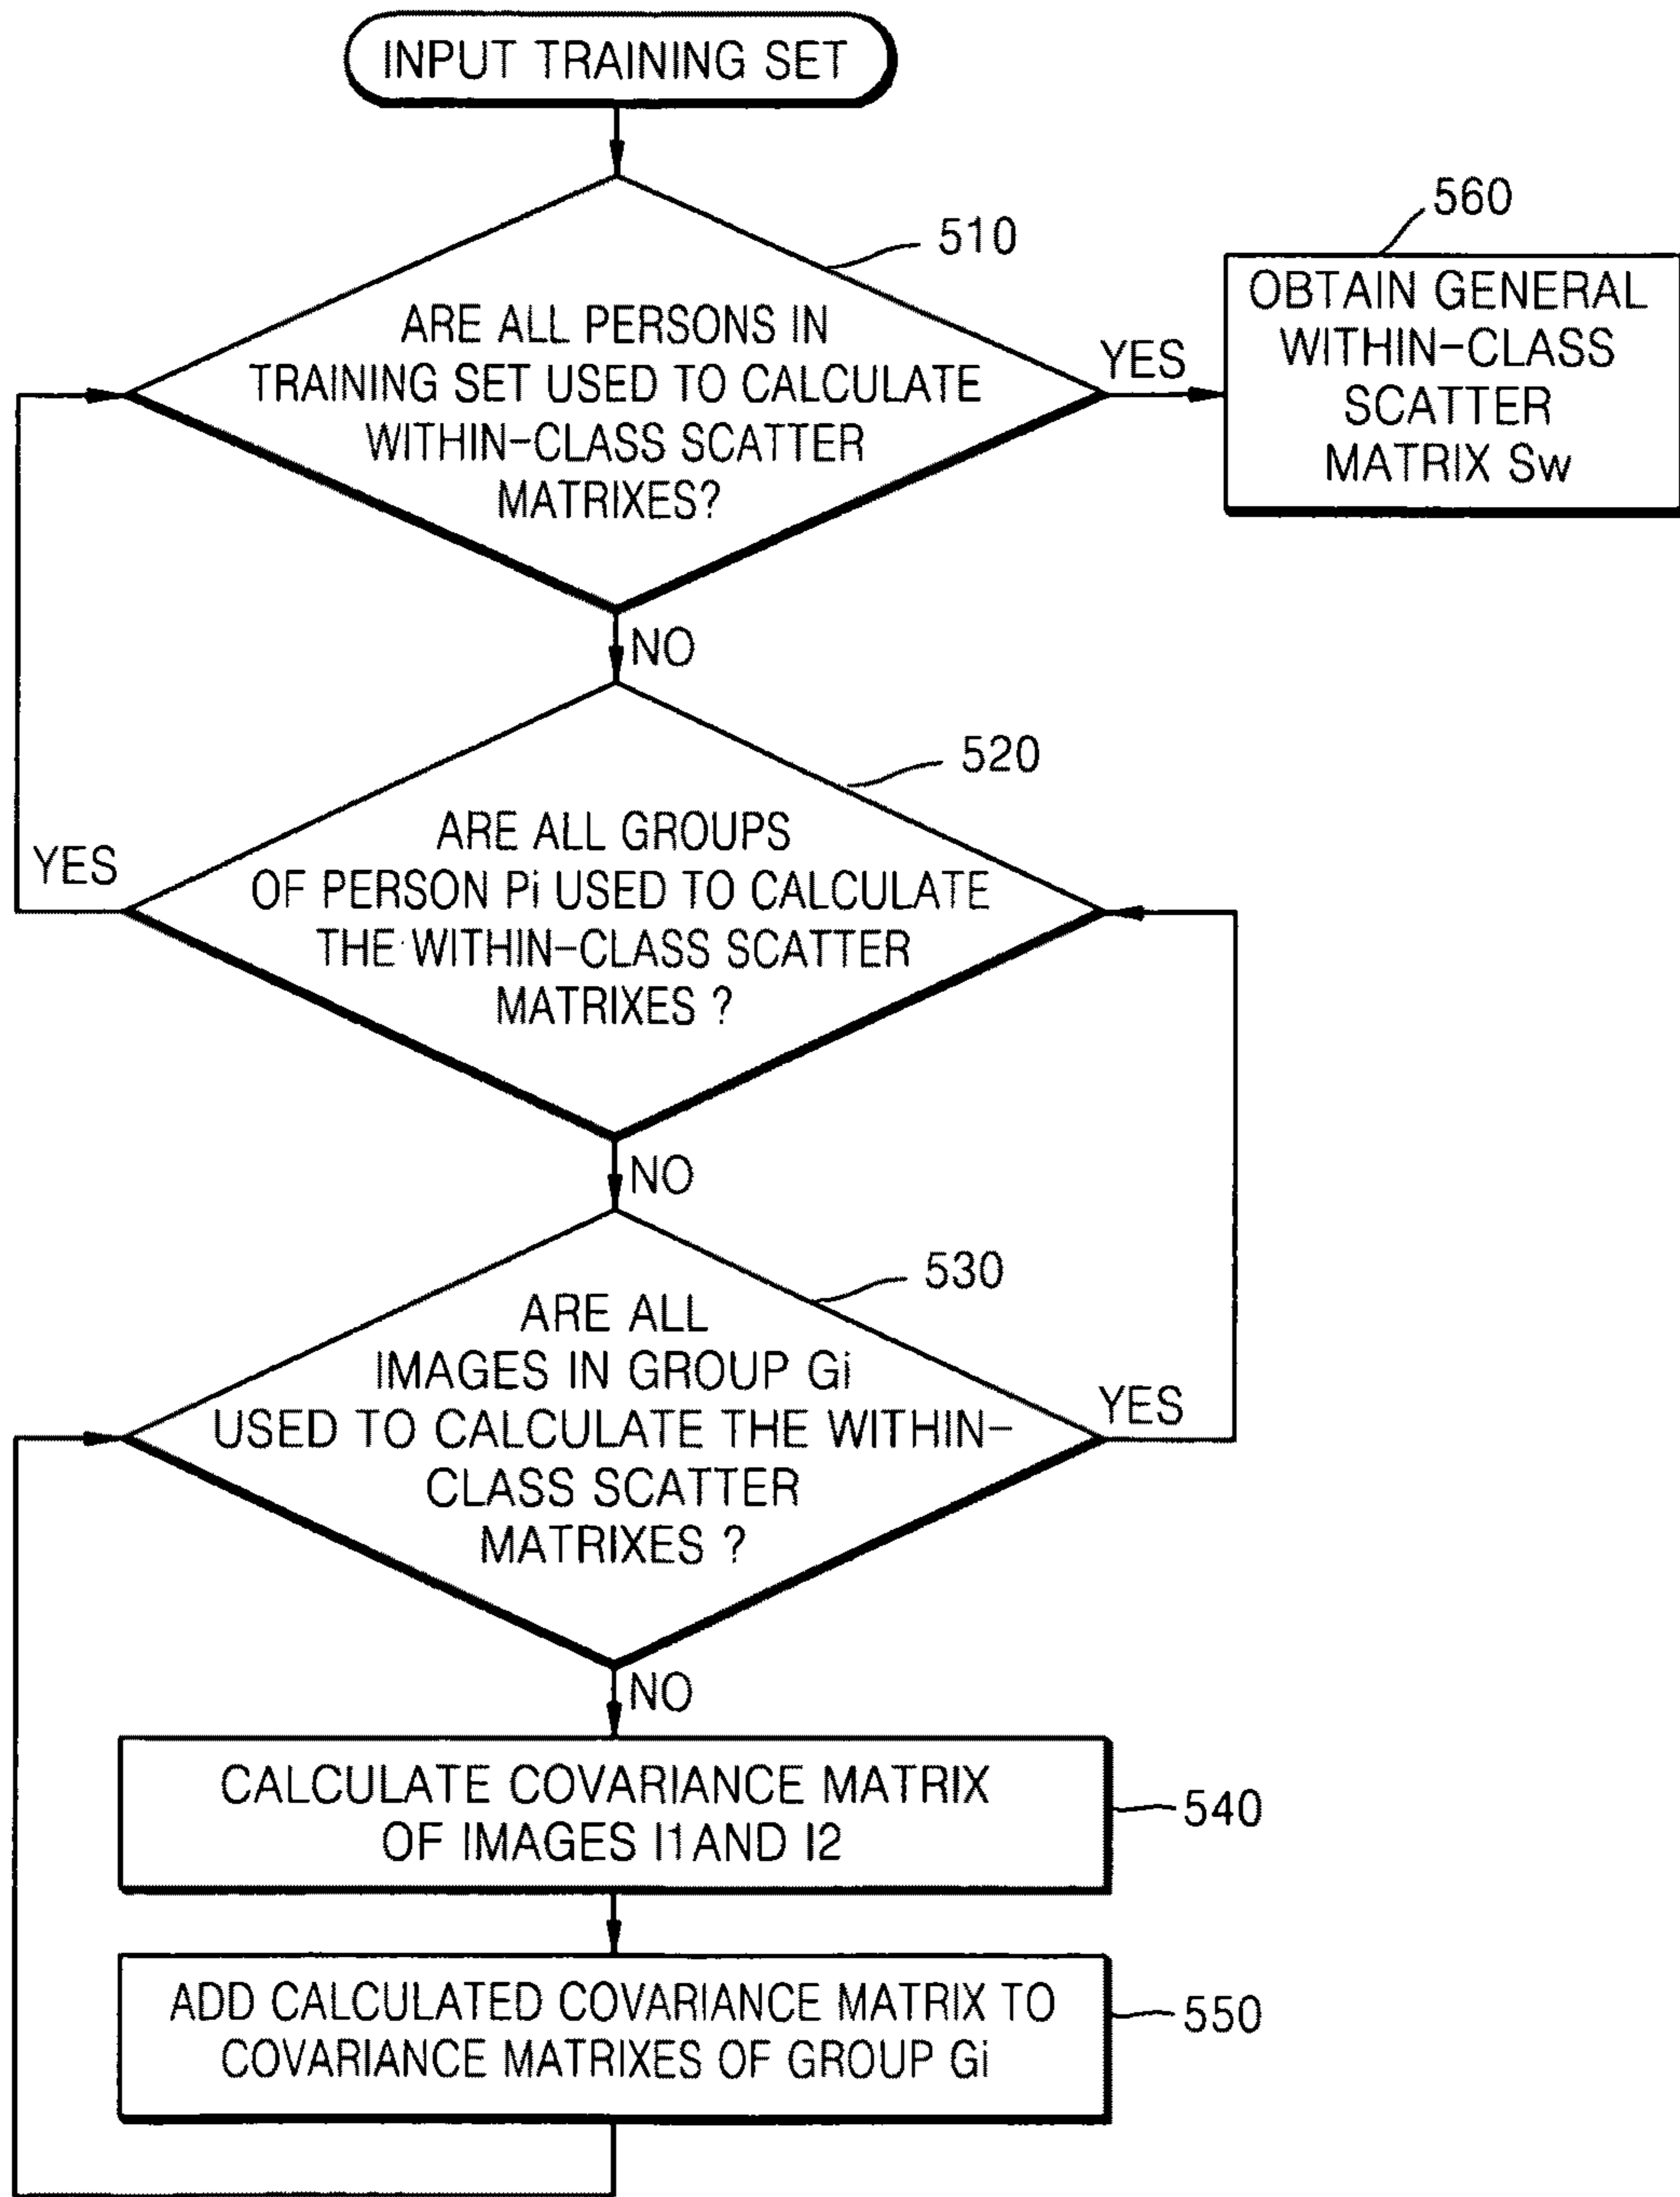 INPUT TRAINING SET
510
ARE ALL PERSONS IN
TRAINING SET USED TO CALCULATE
WITHIN-CLASS SCATTER
MATRIXES?
YES
560
OBTAIN GENERAL
WITHIN-CLASS
SCATTER
MATRIX Sw
NO
520
ARE ALL GROUPS
OF PERSON Pi USED TO CALCULATE
THE WITHIN-CLASS SCATTER
MATRIXES ?
YES
NO
530
ARE ALL
IMAGES IN GROUP Gi
USED TO CALCULATE THE WITHIN-
CLASS SCATTER
MATRIXES ?
YES
NO
CALCULATE COVARIANCE MATRIX
OF IMAGES I1 AND I2
540
ADD CALCULATED COVARIANCE MATRIX TO
COVARIANCE MATRIXES OF GROUP Gi
550